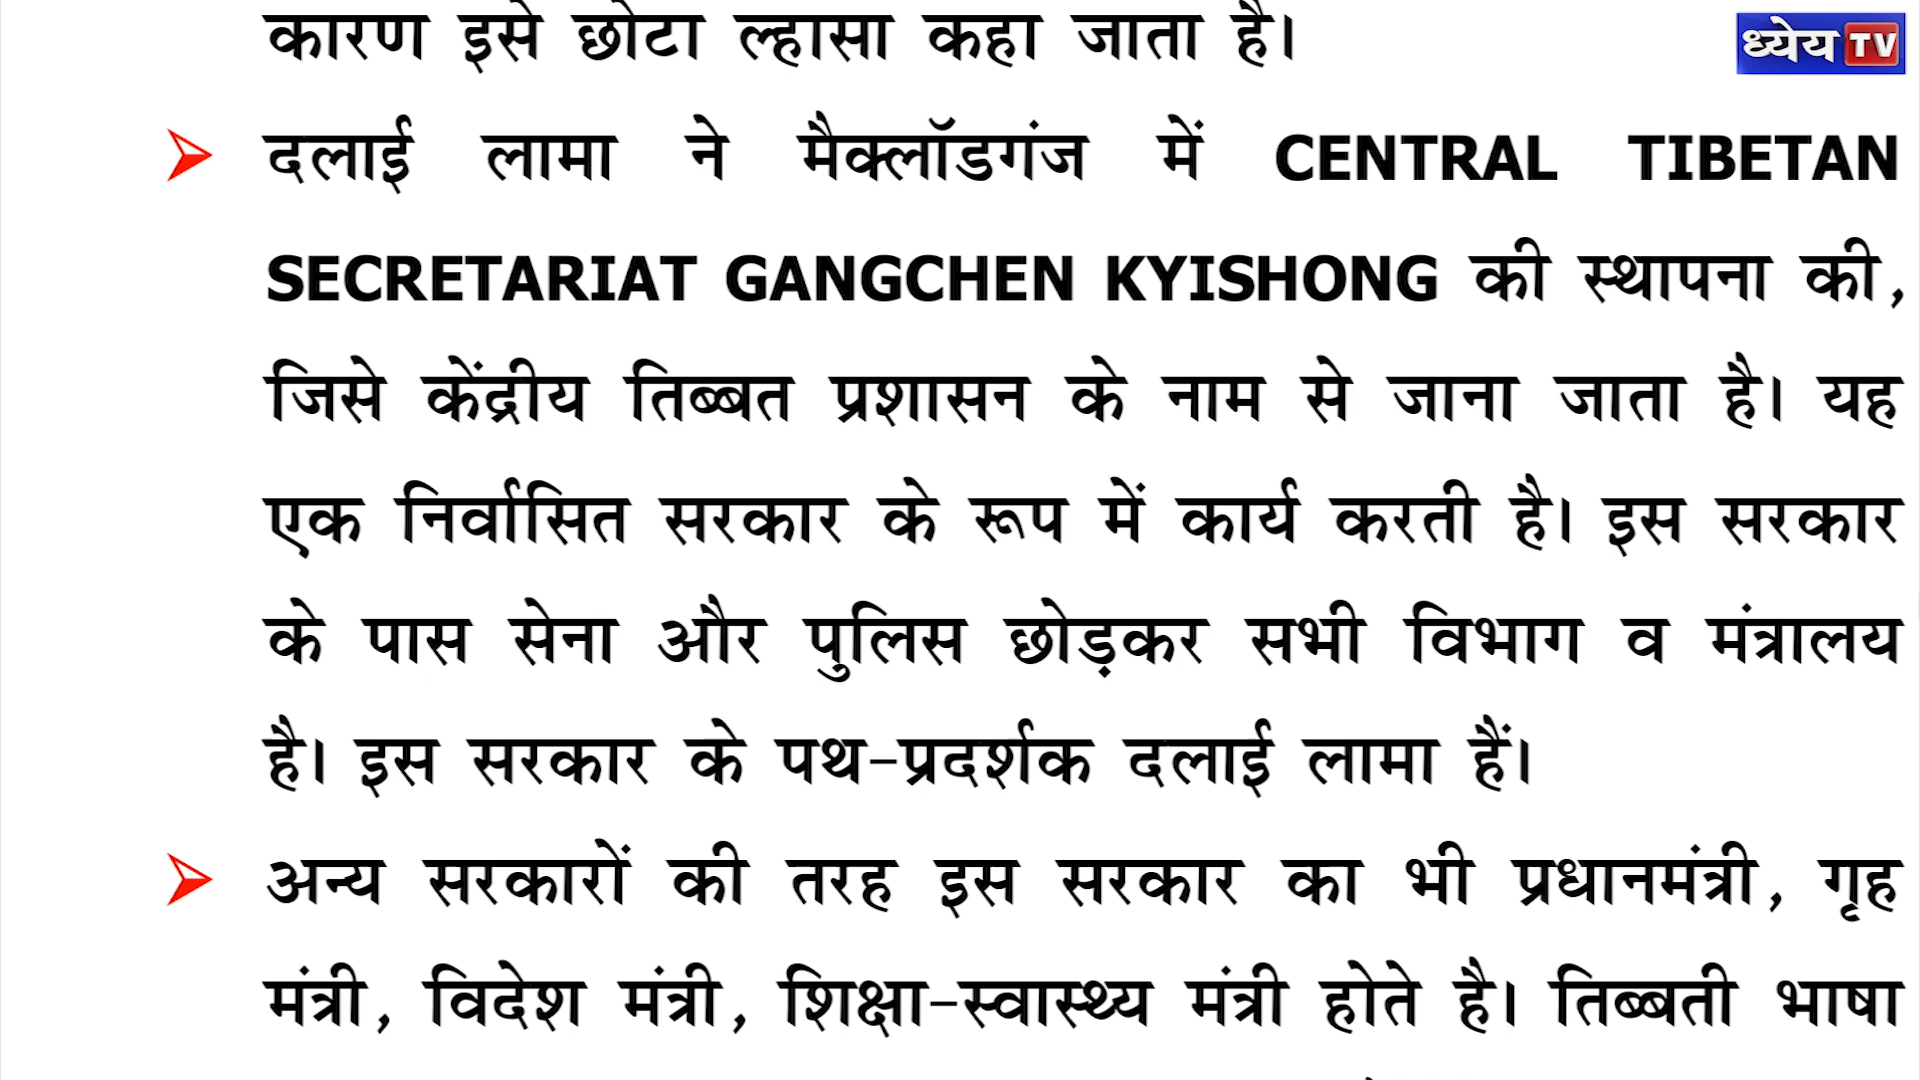 कारण इसे छोटा ल्हासा कहा जाता है।
ध्येय TV
➢ दलाई लामा ने मैक्लॉडगंज में CENTRAL TIBETAN
SECRETARIAT GANGCHEN KYISHONG की स्थापना की,
जिसे केंद्रीय तिब्बत प्रशासन के नाम से जाना जाता है। यह
एक निर्वासित सरकार के रूप में कार्य करती है। इस सरकार
के पास सेना और पुलिस छोड़कर सभी विभाग व मंत्रालय
है। इस सरकार के पथ-प्रदर्शक दलाई लामा हैं।
➢ अन्य सरकारों की तरह इस सरकार का भी प्रधानमंत्री, गृह
मंत्री, विदेश मंत्री, शिक्षा-स्वास्थ्य मंत्री होते है। तिब्बती भाषा